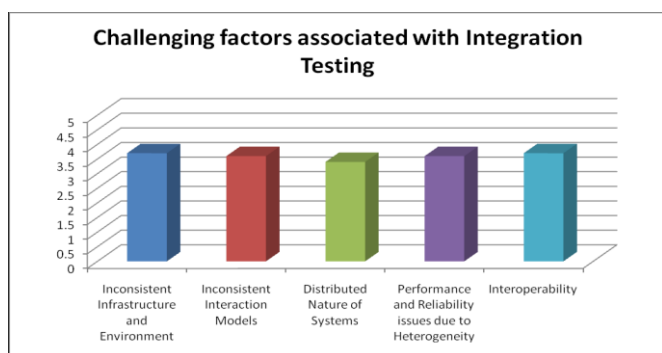 Challenging factors associated with Integration
Testing
5
4.5
4
3.5
3
2.5
2
1.5
1
0.5
0
Inconsistent
Infrastructure
and
Environment
Inconsistent
Interaction
Models
Distributed
Nature of
Systems
Performance
and Reliability
issues due to
Heterogeneity
Interoperability